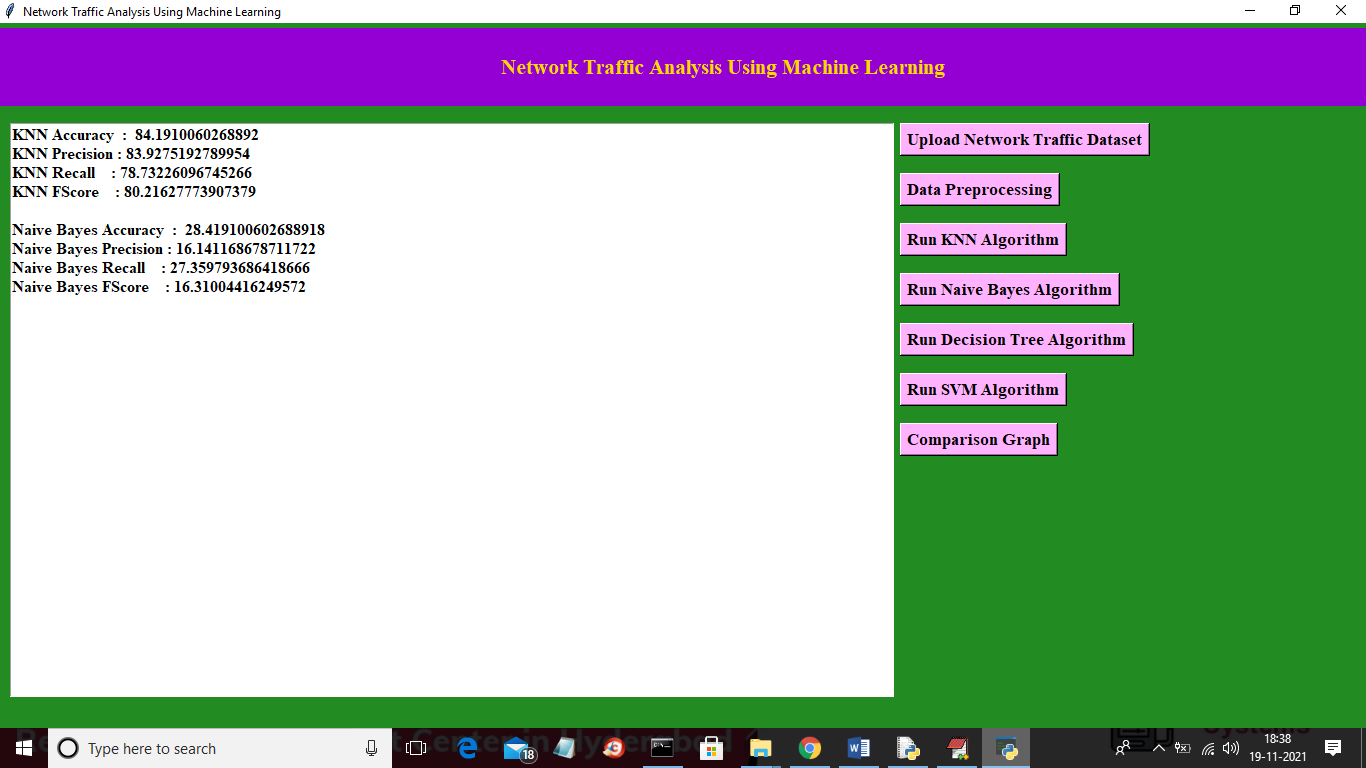 Network Traffic Analysis Using Machine Learning
Network Traffic Analysis Using Machine Learning
KNN Accuracy  :  84.1910060268892
KNN Precision : 83.9275192789954
KNN Recall    : 78.73226096745266
KNN FScore    : 80.21627773907379
Naive Bayes Accuracy  :  28.419100602688918
Naive Bayes Precision : 16.141168678711722
Naive Bayes Recall    : 27.359793686418666
Naive Bayes FScore    : 16.31004416249572
Upload Network Traffic Dataset
Data Preprocessing
Run KNN Algorithm
Run Naive Bayes Algorithm
Run Decision Tree Algorithm
Run SVM Algorithm
Comparison Graph
Type here to search
18
18:38
19-11-2021